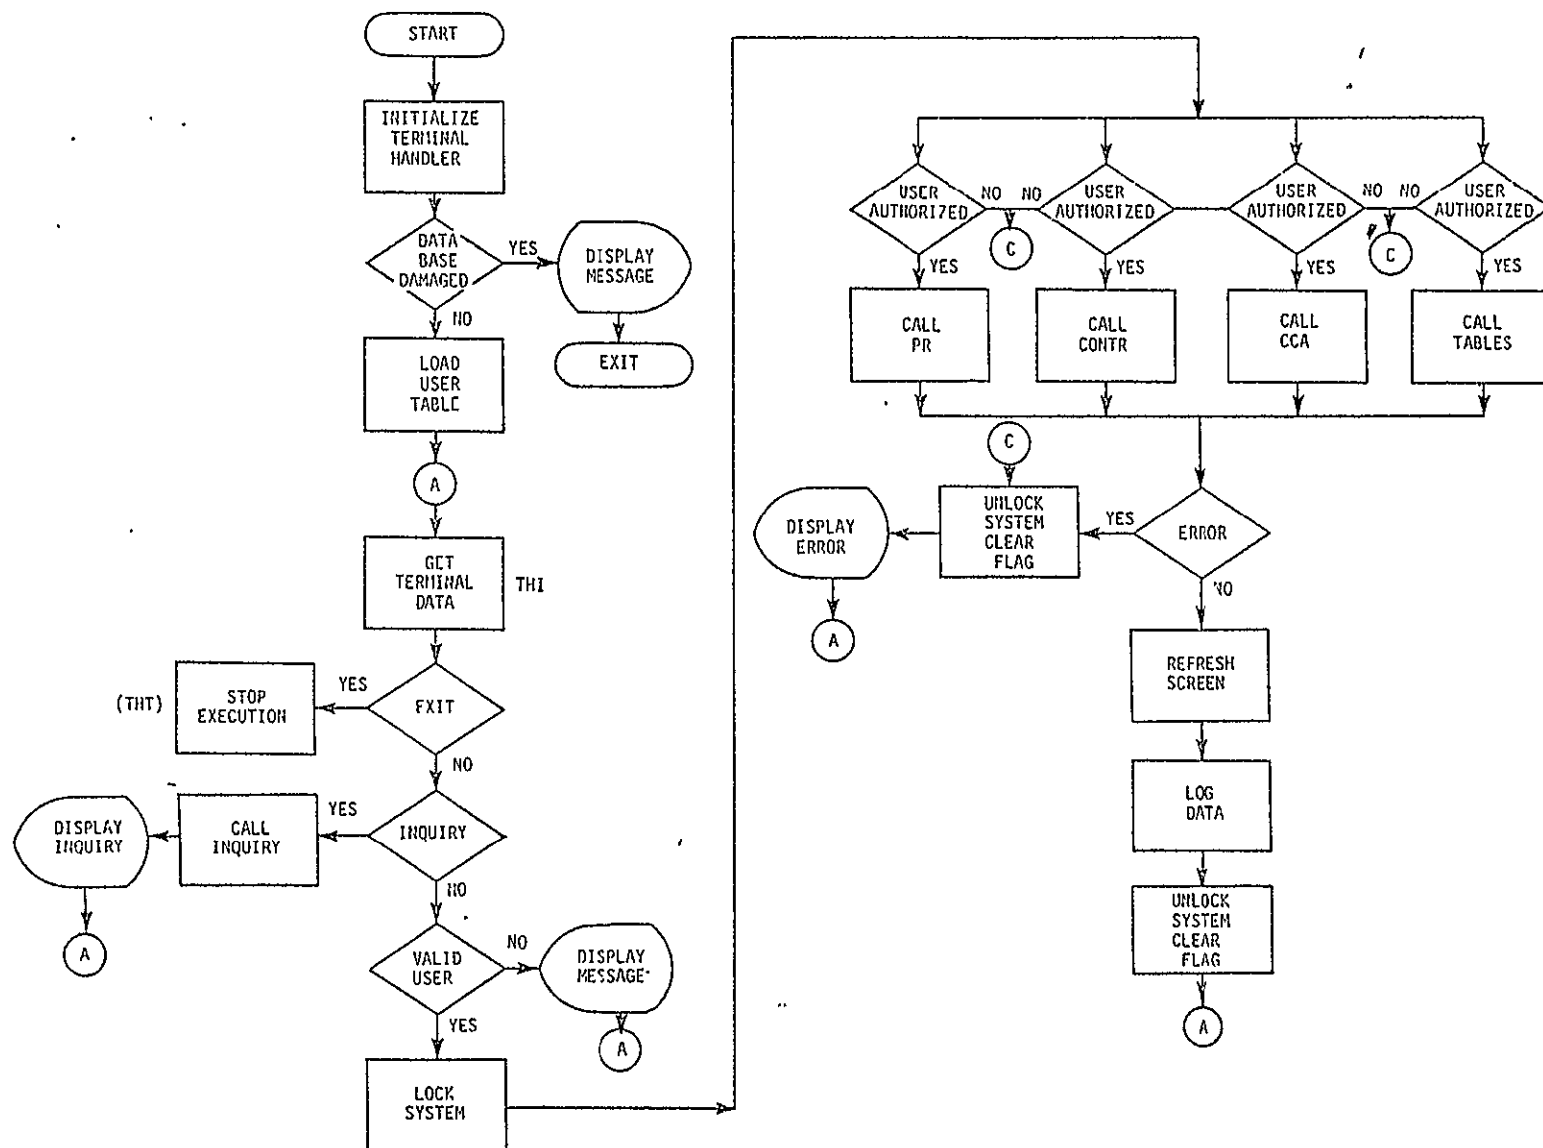 START
INITIALIZE
TERMINAL
HANDLER
DATA
BASE
DAMAGED
YES
DISPLAY
MESSAGE
EXIT
NO
LOAD
USER
TABLE
A
GET
TERMINAL
DATA
THI
EXIT
YES
STOP
EXECUTION
(THT)
NO
INQUIRY
YES
CALL
INQUIRY
DISPLAY
INQUIRY
A
NO
VALID
USER
NO
DISPLAY
MESSAGE
A
YES
LOCK
SYSTEM
USER
AUTHORIZED
NO
NO
USER
AUTHORIZED
USER
AUTHORIZED
NO
NO
USER
AUTHORIZED
C
C
YES
YES
YES
YES
CALL
PR
CALL
CONTR
CALL
CCA
CALL
TABLES
C
UNLOCK
SYSTEM
CLEAR
FLAG
YES
ERROR
DISPLAY
ERROR
A
NO
REFRESH
SCREEN
LOG
DATA
UNLOCK
SYSTEM
CLEAR
FLAG
A